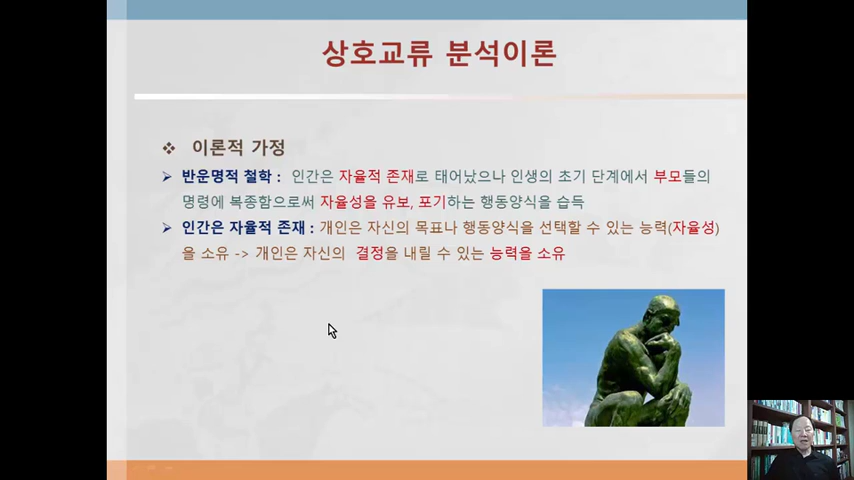 상호교류 분석이론
❖ 이론적 가정
➢ 반운명적 철학 : 인간은 자율적 존재로 태어났으나 인생의 초기 단계에서 부모들의
명령에 복종함으로써 자율성을 유보, 포기하는 행동양식을 습득
➢ 인간은 자율적 존재 : 개인은 자신의 목표나 행동양식을 선택할 수 있는 능력(자율성)
을 소유 -> 개인은 자신의 결정을 내릴 수 있는 능력을 소유